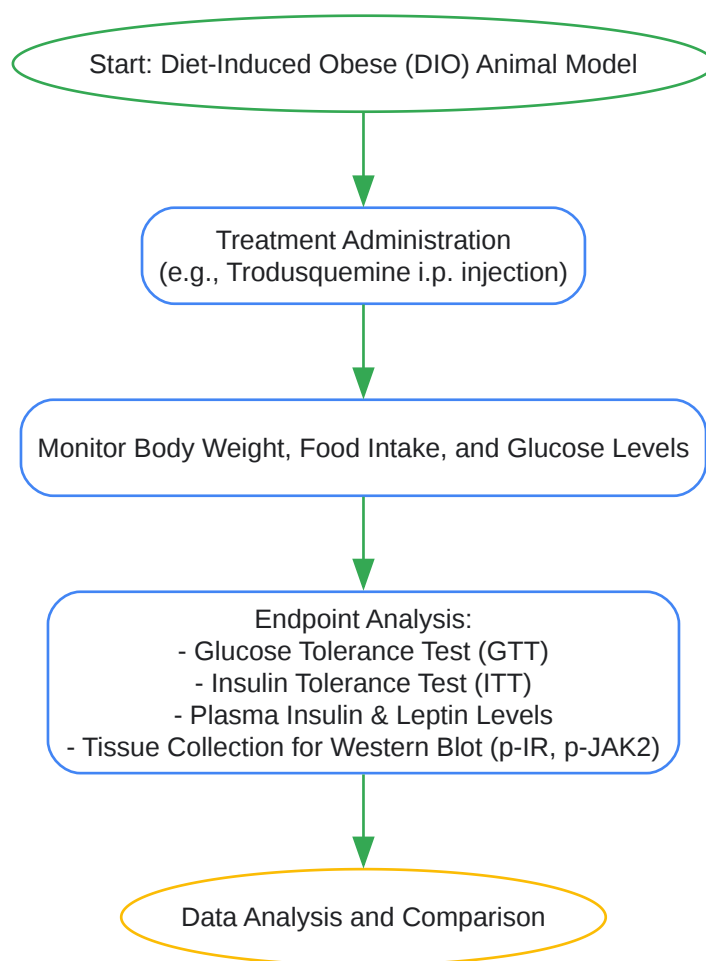 Start: Diet-Induced Obese (DIO) Animal Model
Treatment Administration
(e.g., Trodusquemine i.p. injection)
Monitor Body Weight, Food Intake, and Glucose Levels
Endpoint Analysis:
- Glucose Tolerance Test (GTT)
- Insulin Tolerance Test (ITT)
- Plasma Insulin & Leptin Levels
- Tissue Collection for Western Blot (p-IR, p-JAK2)
Data Analysis and Comparison